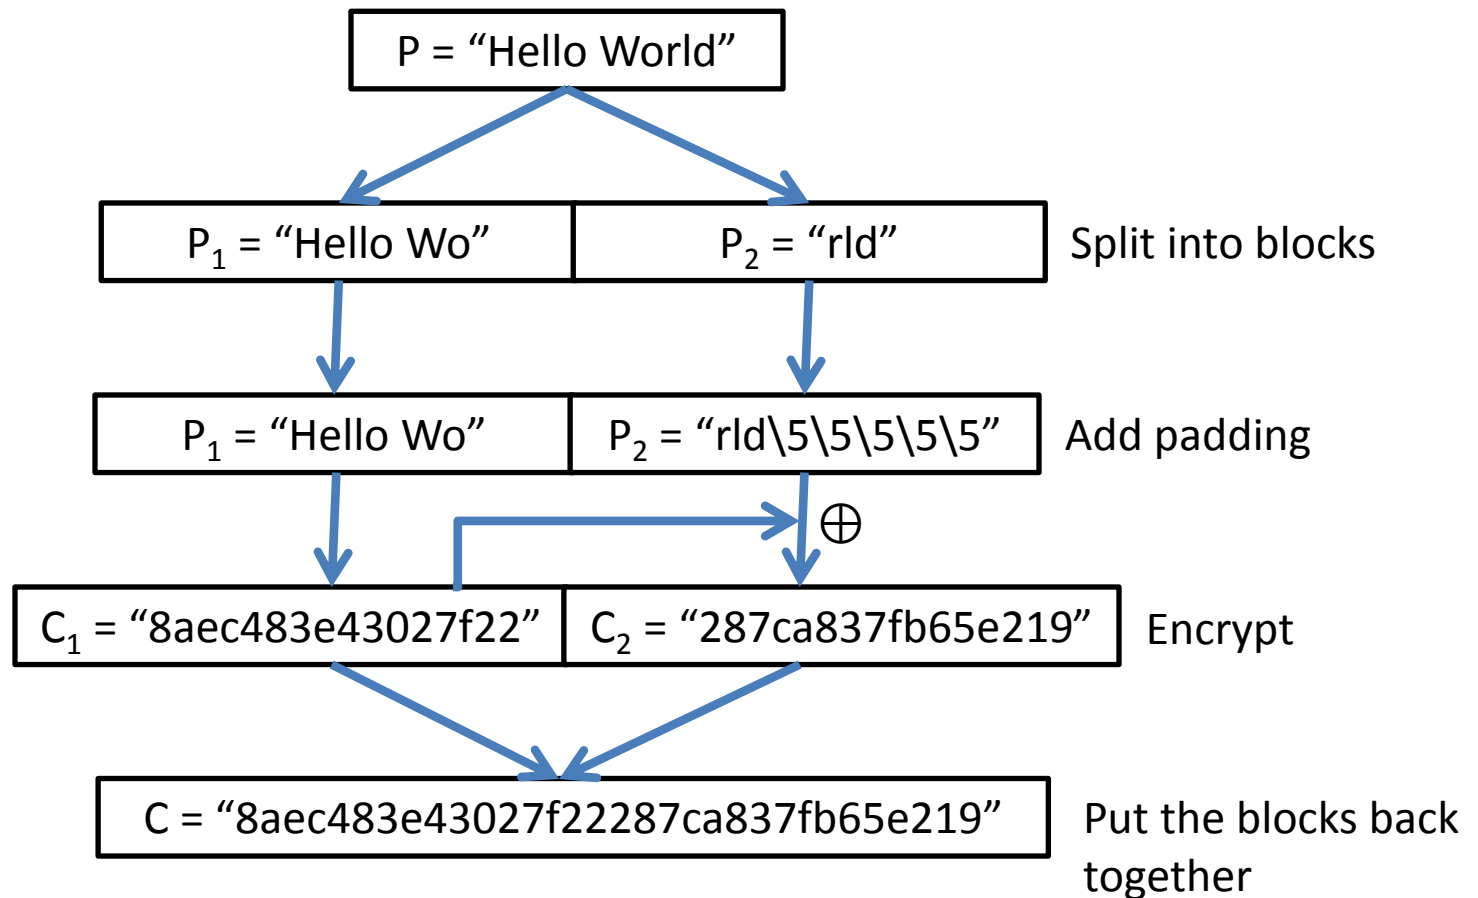 P = “Hello World”
P₁ = “Hello Wo” P₂ = “rld” Split into blocks
P₁ = “Hello Wo” P₂ = “rld\5\5\5\5\5” Add padding
⊕
C₁ = “8aec483e43027f22” C₂ = “287ca837fb65e219” Encrypt
C = “8aec483e43027f22287ca837fb65e219” Put the blocks back
together